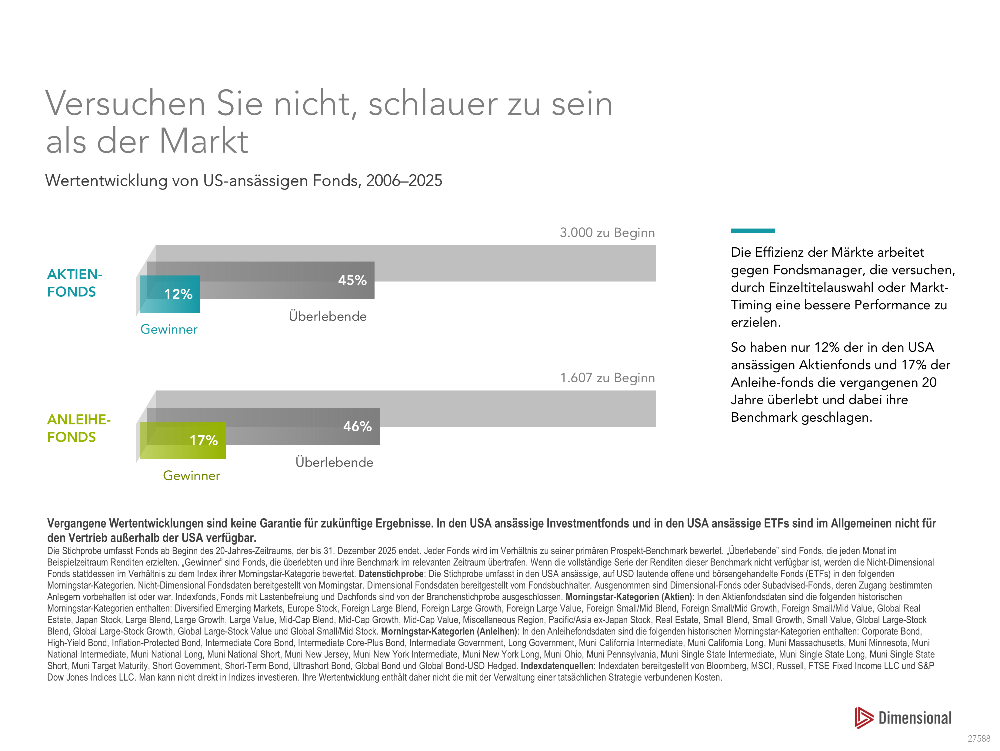 Versuchen Sie nicht, schlauer zu sein
als der Markt
Wertentwicklung von US-ansässigen Fonds, 2006–2025
3.000 zu Beginn
AKTIEN-
FONDS
45%
12%
Überlebende
Gewinner
1.607 zu Beginn
ANLEIHE-
FONDS
46%
17%
Überlebende
Gewinner
Die Effizienz der Märkte arbeitet
gegen Fondsmanager, die versuchen,
durch Einzeltitelauswahl oder Markt-
Timing eine bessere Performance zu
erzielen.
So haben nur 12% der in den USA
ansässigen Aktienfonds und 17% der
Anleihe-fonds die vergangenen 20
Jahre überlebt und dabei ihre
Benchmark geschlagen.
Vergangene Wertentwicklungen sind keine Garantie für zukünftige Ergebnisse. In den USA ansässige Investmentfonds und in den USA ansässige ETFs sind im Allgemeinen nicht für
den Vertrieb außerhalb der USA verfügbar.
Die Stichprobe umfasst Fonds ab Beginn des 20-Jahres-Zeitraums, der bis 31. Dezember 2025 endet. Jeder Fonds wird im Verhältnis zu seiner primären Prospekt-Benchmark bewertet. „Überlebende” sind Fonds, die jeden Monat im
Beispielzeitraum Renditen erzielten. „Gewinner” sind Fonds, die überlebten und ihre Benchmark im relevanten Zeitraum übertrafen. Wenn die vollständige Serie der Renditen dieser Benchmark nicht verfügbar ist, werden die Nicht-Dimensional
Fonds stattdessen im Verhältnis zu dem Index ihrer Morningstar-Kategorie bewertet. Datenstichprobe: Die Stichprobe umfasst in den USA ansässige, auf USD lautende offene und börsengehandelte Fonds (ETFs) in den folgenden
Morningstar-Kategorien. Nicht-Dimensional Fondsdaten bereitgestellt von Morningstar. Dimensional Fondsdaten bereitgestellt vom Fondsbuchhalter. Ausgenommen sind Dimensional-Fonds oder Subadvised-Fonds, deren Zugang bestimmten
Anlegern vorbehalten ist oder war. Indexfonds, Fonds mit Lastenbefreiung und Dachfonds sind von der Branchenstichprobe ausgeschlossen. Morningstar-Kategorien (Aktien): In den Aktienfondsdaten sind die folgenden historischen
Morningstar-Kategorien enthalten: Diversified Emerging Markets, Europe Stock, Foreign Large Blend, Foreign Large Growth, Foreign Large Value, Foreign Small/Mid Blend, Foreign Small/Mid Growth, Foreign Small/Mid Value, Global Real
Estate, Japan Stock, Large Blend, Large Growth, Large Value, Mid-Cap Blend, Mid-Cap Growth, Mid-Cap Value, Miscellaneous Region, Pacific/Asia ex-Japan Stock, Real Estate, Small Blend, Small Growth, Small Value, Global Large-Stock
Blend, Global Large-Stock Growth, Global Large-Stock Value und Global Small/Mid Stock. Morningstar-Kategorien (Anleihen): In den Anleihefondsdaten sind die folgenden historischen Morningstar-Kategorien enthalten: Corporate Bond,
High-Yield Bond, Inflation-Protected Bond, Intermediate Core Bond, Intermediate Core-Plus Bond, Intermediate Government, Long Government, Muni California Intermediate, Muni California Long, Muni Massachusetts, Muni Minnesota, Muni
National Intermediate, Muni National Long, Muni National Short, Muni New Jersey, Muni New York Intermediate, Muni New York Long, Muni Ohio, Muni Pennsylvania, Muni Single State Intermediate, Muni Single State Long, Muni Single State
Short, Muni Target Maturity, Short Government, Short-Term Bond, Ultrashort Bond, Global Bond und Global Bond-USD Hedged. Indexdatenquellen: Indexdaten bereitgestellt von Bloomberg, MSCI, Russell, FTSE Fixed Income LLC und S&P
Dow Jones Indices LLC. Man kann nicht direkt in Indizes investieren. Ihre Wertentwicklung enthält daher nicht die mit der Verwaltung einer tatsächlichen Strategie verbundenen Kosten.
Dimensional
27588